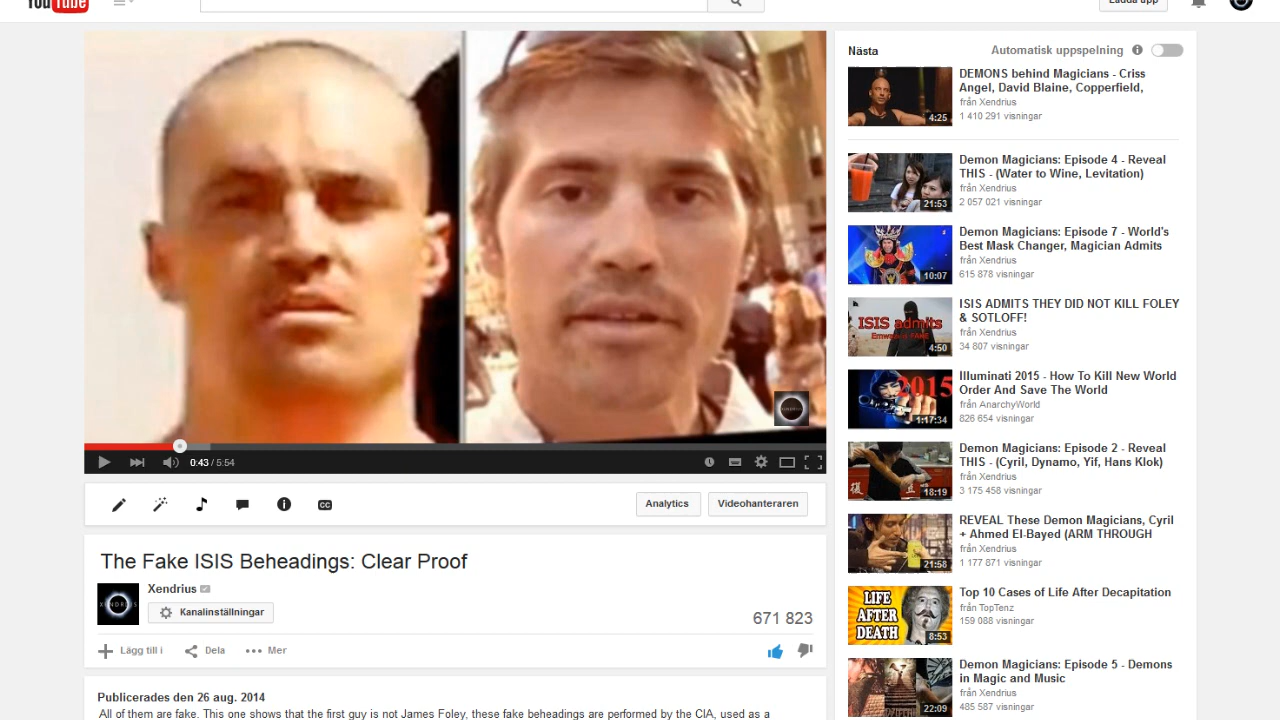 YouTube
Ladda upp
Nästa
Automatisk uppspelning
DEMONS behind Magicians - Criss
Angel, David Blaine, Copperfield,
från Xendrius
1 410 291 visningar
4:25
Demon Magicians: Episode 4 - Reveal
THIS - (Water to Wine, Levitation)
från Xendrius
2 057 021 visningar
21:53
Demon Magicians: Episode 7 - World's
Best Mask Changer, Magician Admits
från Xendrius
615 878 visningar
10:07
ISIS ADMITS THEY DID NOT KILL FOLEY
& SOTLOFF!
från Xendrius
34 807 visningar
ISIS admits
4:50
Illuminati 2015 - How To Kill New World
Order And Save The World
från AnarchyWorld
826 654 visningar
2015
1:17:34
Demon Magicians: Episode 2 - Reveal
THIS - (Cyril, Dynamo, Yif, Hans Klok)
från Xendrius
3 175 458 visningar
18:19
REVEAL These Demon Magicians, Cyril
+ Ahmed El-Bayed (ARM THROUGH
från Xendrius
1 177 871 visningar
21:58
Top 10 Cases of Life After Decapitation
från TopTenz
159 088 visningar
LIFE
AFTER
DEATH
8:53
Demon Magicians: Episode 5 - Demons
in Magic and Music
från Xendrius
485 587 visningar
22:09
0:43 / 5:54
CC
Analytics
Videohanteraren
The Fake ISIS Beheadings: Clear Proof
XENDRIUS
Xendrius
Kanalinställningar
671 823
Lägg till i
Dela
Mer
Publicerades den 26 aug. 2014
All of them are shows that the first guy is not James fake beheadings are performed by the CIA, used as a